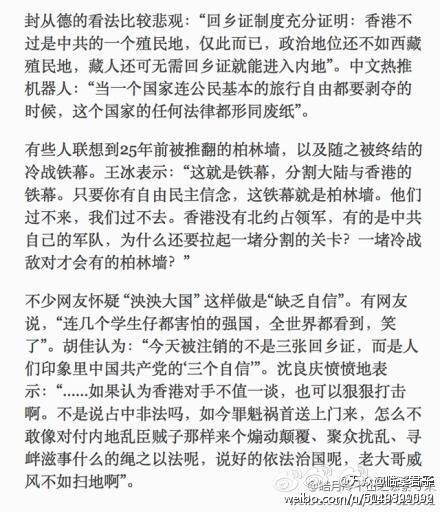 封从德的看法比较悲观：“回乡证制度充分证明：香港不
过是中共的一个殖民地，仅此而已，政治地位还不如西藏
殖民地，藏人还可无需回乡证就能进入内地”。中文热推
机器人：“当一个国家连公民基本的旅行自由都要剥夺的
时候，这个国家的任何法律都形同废纸”。
有些人联想到25年前被推翻的柏林墙，以及随之被终结的
冷战铁幕。王冰表示：“这就是铁幕，分割大陆与香港的
铁幕。只要你有自由民主信念，这铁幕就是柏林墙。他们
过不来，我们过不去。香港没有北约占领军，有的是中共
自己的军队，为什么还要拉起一堵分割的关卡？一堵冷战
敌对才会有的柏林墙？”
不少网友怀疑“泱泱大国”这样做是“缺乏自信”。有网友
说，“连几个学生仔都害怕的强国，全世界都看到，笑
了”。胡佳认为：“今天被注销的不是三张回乡证，而是人
们印象里中国共产党的‘三个自信’”。沈良庆愤愤地表
示：“......如果认为香港对手不值一谈，也可以狠狠打击
啊。不是说占中非法吗，如今罪魁祸首送上门来，怎么不
敢像对付内地乱臣贼子那样来个煽动颠覆、聚众扰乱、寻
衅滋事什么的绳之以法呢，说好的依法治国呢，老大哥威
风不如扫地啊”。
weibo.com/p/5049399092